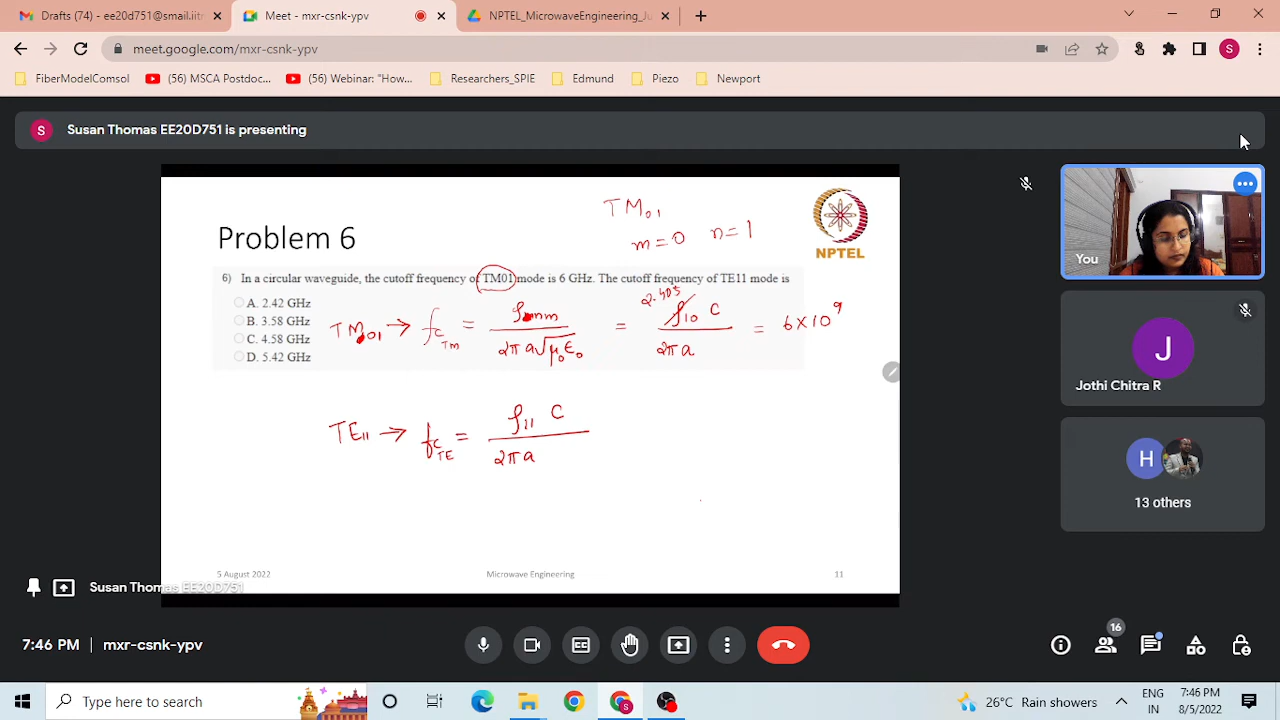 Gmail (74) - deepa@smail.iitr
Meet – mxr-csnk-ypv
NPTEL_MicrowaveEngineering_Ju
meet.google.com/mxr-csnk-ypv
S
FiberModelComsol
(56) MSCA Postdoc...
(56) Webinar: "How...
Researchers_SPIE
Edmund
Piezo
Newport
S
Susan Thomas EE20D751 is presenting
Problem 6
TM01
m=0 n=1
NPTEL
6) In a circular waveguide, the cutoff frequency of TM01 mode is 6 GHz. The cutoff frequency of TE11 mode is
A. 2.42 GHz
B. 3.58 GHz
C. 4.58 GHz
D. 5.42 GHz
TM01 → fcTM = ρnm / 2πa√μ0ϵ0 = 2.405 ρ10 c / 2πa = 6×10^9
TE11 → fcTE = ρ11 c / 2πa
5 August 2022
Microwave Engineering
11
You
J
Jothi Chitra R
H
13 others
Susan Thomas EE20D751
7:46 PM | mxr-csnk-ypv
16
Type here to search
26°C Rain showers
ENG
IN
7:46 PM
8/5/2022